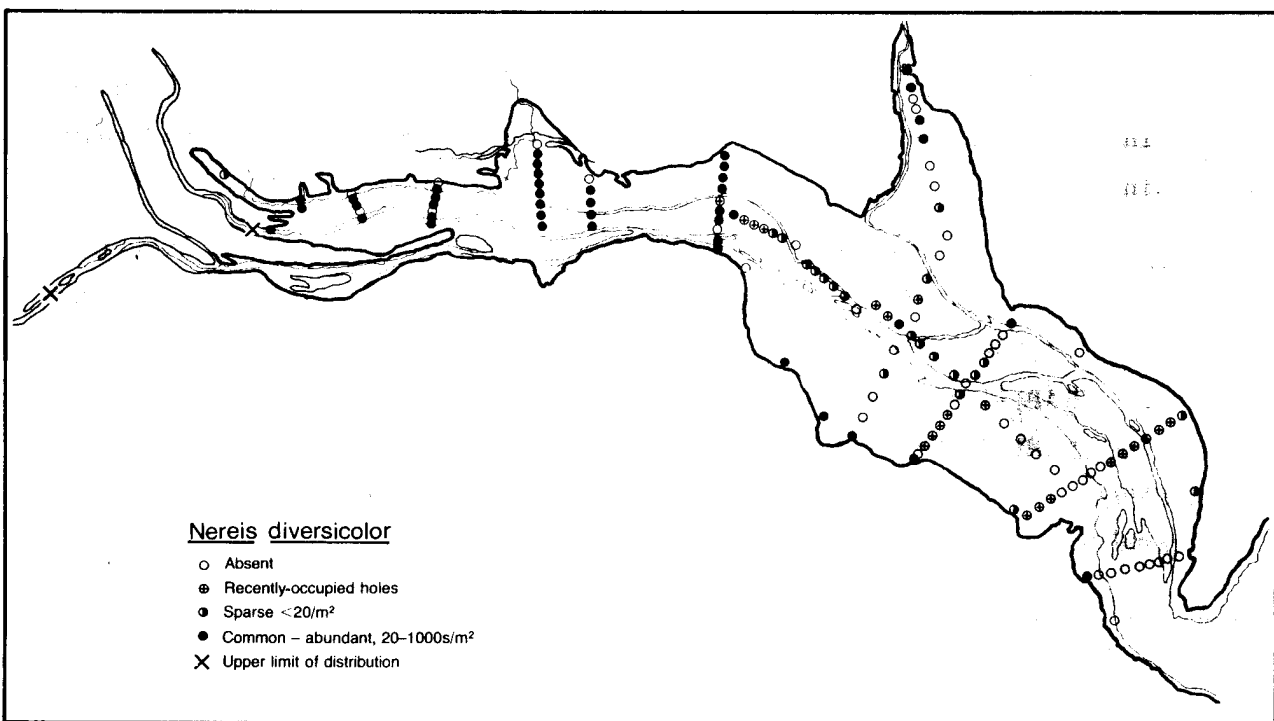 Nereis diversicolor
○ Absent
⊕ Recently-occupied holes
◑ Sparse <20/m²
● Common – abundant, 20–1000s/m²
✕ Upper limit of distribution